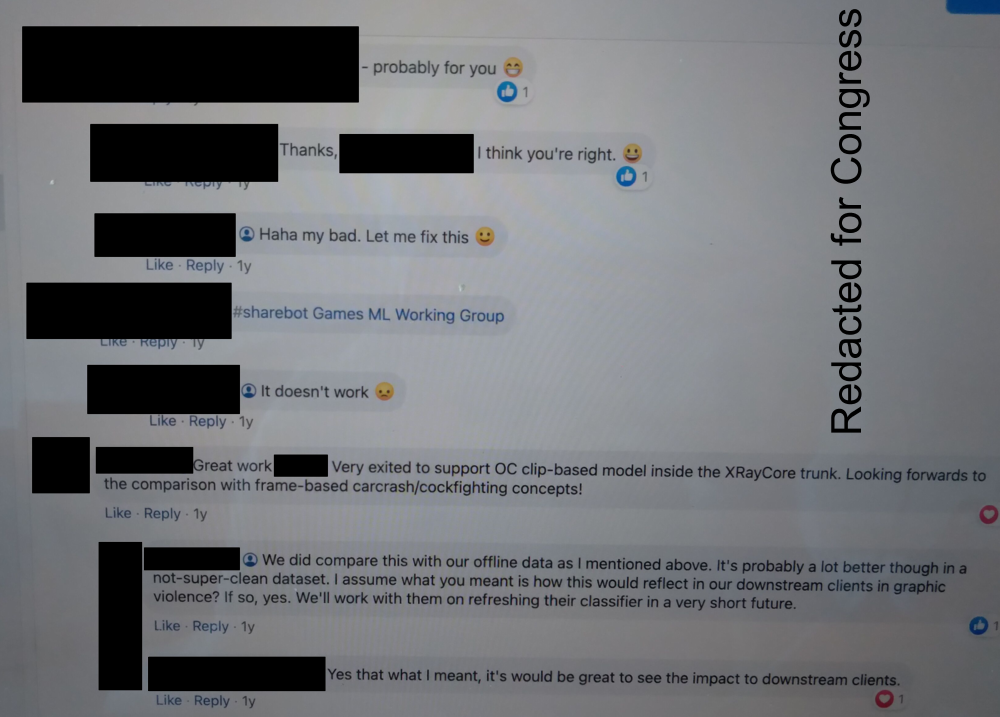 - probably for you 😁
1
Thanks, I think you're right. 😀
1
Like · Reply · 1y
Haha my bad. Let me fix this 🙂
Like · Reply · 1y
#sharebot Games ML Working Group
Like · Reply · 1y
It doesn't work 😞
Like · Reply · 1y
Great work Very exited to support OC clip-based model inside the XRayCore trunk. Looking forwards to
the comparison with frame-based carcrash/cockfighting concepts!
Like · Reply · 1y
We did compare this with our offline data as I mentioned above. It's probably a lot better though in a
not-super-clean dataset. I assume what you meant is how this would reflect in our downstream clients in graphic
violence? If so, yes. We'll work with them on refreshing their classifier in a very short future.
Like · Reply · 1y
1
Yes that what I meant, it's would be great to see the impact to downstream clients.
1
Like · Reply · 1y
Redacted for Congress